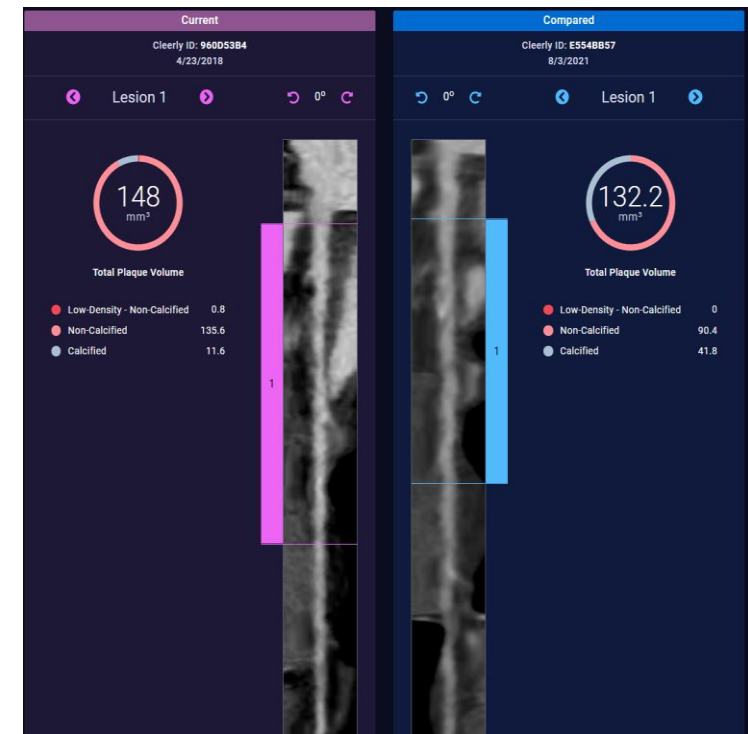 Current
Cleerly ID: 960D53B4
4/23/2018
Lesion 1
0º
148
mm³
Total Plaque Volume
Low-Density - Non-Calcified 0.8
Non-Calcified 135.6
Calcified 11.6
1
Compared
Cleerly ID: E554BB57
8/3/2021
0º
Lesion 1
132.2
mm³
Total Plaque Volume
Low-Density - Non-Calcified 0
Non-Calcified 90.4
Calcified 41.8
1